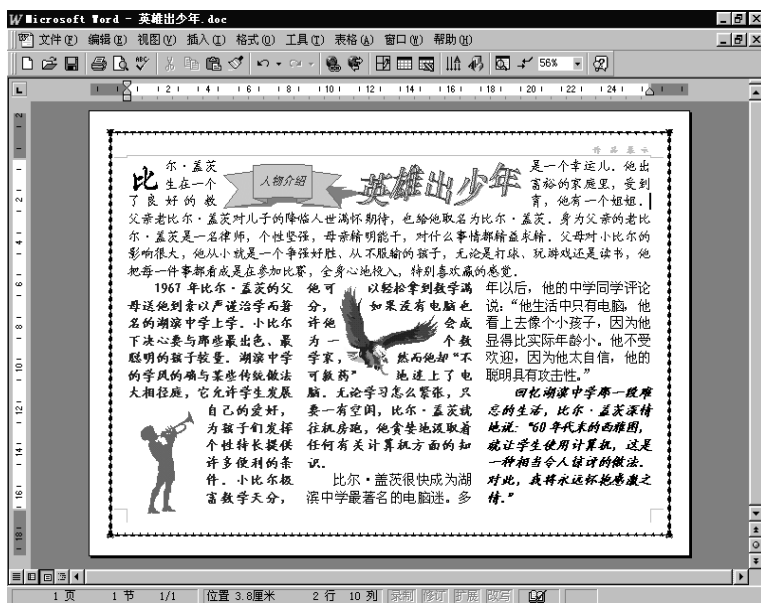 Microsoft Word - 英雄出少年.doc
文件(F) 编辑(E) 视图(V) 插入(I) 格式(O) 工具(T) 表格(A) 窗口(W) 帮助(H)
56%
2 4 6 8 10 12 14 16 18 20 22 24
作品展示
人物介绍
英雄出少年
比尔·盖茨
生在一个
了良好的教
是一个幸运儿。他出
富裕的家庭里,受到
育,他有一个姐姐。
父亲老比尔·盖茨对儿子的降临人世满怀期待,也给他取名为比尔·盖茨。身为父亲的老比
尔·盖茨是一名律师,个性坚强,母亲精明能干,对什么事情都精益求精。父母对小比尔的
影响很大,他从小就是一个争强好胜、从不服输的孩子,无论是打球、玩游戏还是读书,他
把每一件事都看成是在参加比赛,全身心地投入,特别喜欢赢的感觉。
1967 年比尔·盖茨的父
母送他到素以严谨治学而著
名的湖滨中学上学。小比尔
下决心要与那些最出色、最
聪明的孩子较量。湖滨中学
的学风的确与某些传统做法
大相径庭,它允许学生发展
自己的爱好,
为孩子们发挥
个性特长提供
许多便利的条
件。小比尔极
富数学天分,
他可以轻松拿到数学满
分,如果没有电脑也
许他会成
为一个数
学家,然而他却“不
可救药”地迷上了电
脑。无论学习怎么紧张,只
要一有空闲,比尔·盖茨就
往机房跑,他贪婪地汲取着
任何有关计算机方面的知
识。
比尔·盖茨很快成为湖
滨中学最著名的电脑迷。多
年以后,他的中学同学评论
说:“他生活中只有电脑,他
看上去像个小孩子,因为他
显得比实际年龄小。他不受
欢迎,因为他太自信,他的
聪明具有攻击性。”
回忆湖滨中学那一段难
忘的生活,比尔·盖茨深情
地说:“60 年代末的西雅图,
就让学生使用计算机,这是
一种相当令人惊讶的做法。
对此,我将永远怀抱感激之
情。”
1 页 1 节 1/1 位置 3.8厘米 2 行 10 列 录制 修订 扩展 改写